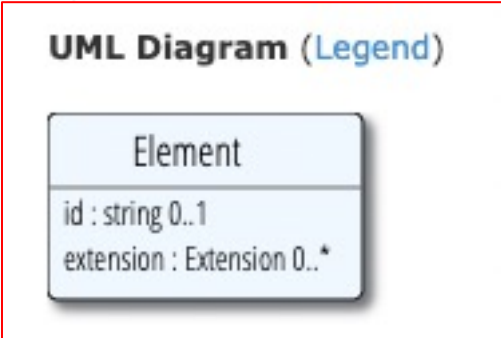 UML Diagram (Legend)
Element
id : string 0..1
extension : Extension 0..*